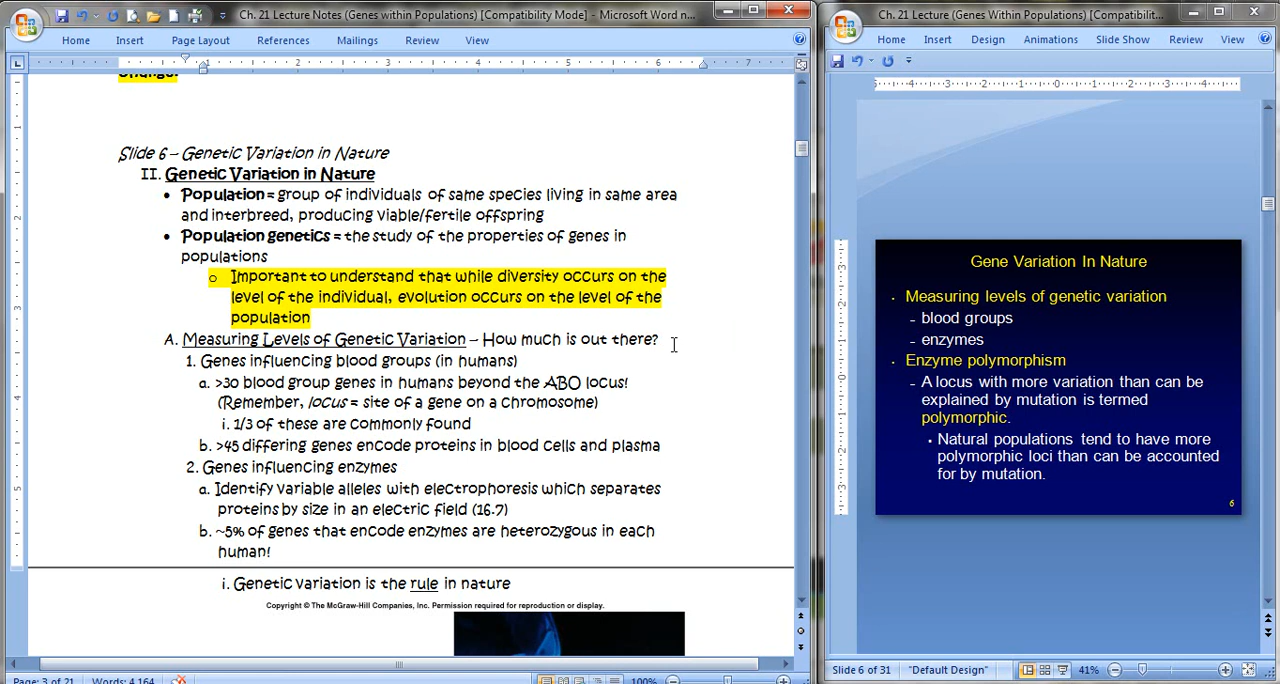 Ch. 21 Lecture Notes (Genes within Populations) [Compatibility Mode] - Microsoft Word n...
Home Insert Page Layout References Mailings Review View
1 2 3 4 5 6 7
Change.
Slide 6 – Genetic Variation in Nature
II. Genetic Variation in Nature
• Population = group of individuals of same species living in same area
and interbreed, producing viable/fertile offspring
• Population genetics = the study of the properties of genes in
populations
o Important to understand that while diversity occurs on the
level of the individual, evolution occurs on the level of the
population
A. Measuring Levels of Genetic Variation – How much is out there?
1. Genes influencing blood groups (in humans)
a. >30 blood group genes in humans beyond the ABO locus!
(Remember, locus = site of a gene on a chromosome)
i. 1/3 of these are commonly found
b. >45 differing genes encode proteins in blood cells and plasma
2. Genes influencing enzymes
a. Identify variable alleles with electrophoresis which separates
proteins by size in an electric field (16.7)
b. ~5% of genes that encode enzymes are heterozygous in each
human!
i. Genetic variation is the rule in nature
Copyright © The McGraw-Hill Companies, Inc. Permission required for reproduction or display.
Page: 3 of 21 Words: 4,164 100%
Ch. 21 Lecture (Genes Within Populations) [Compatibilit...
Home Insert Design Animations Slide Show Review View
Gene Variation In Nature
• Measuring levels of genetic variation
– blood groups
– enzymes
• Enzyme polymorphism
– A locus with more variation than can be
explained by mutation is termed
polymorphic.
• Natural populations tend to have more
polymorphic loci than can be accounted
for by mutation.
6
Slide 6 of 31 "Default Design" 41%